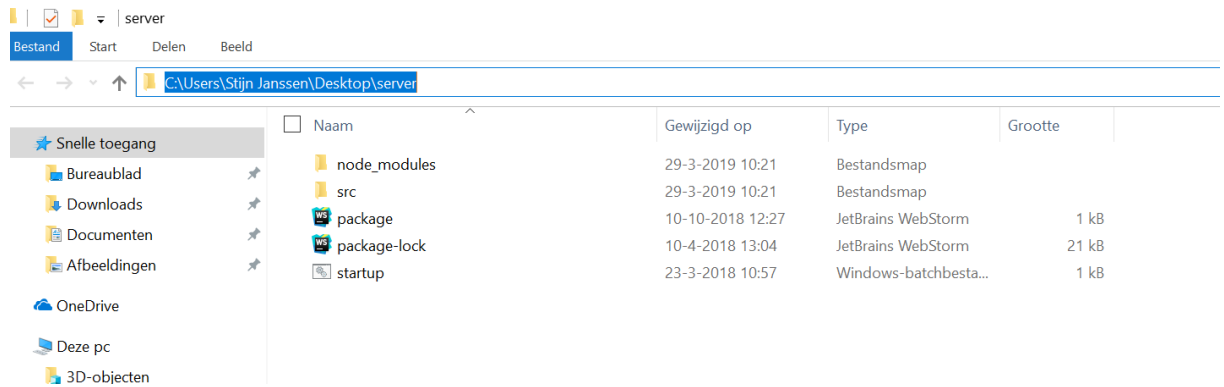 server
Bestand Start Delen Beeld
C:\Users\Stijn Janssen\Desktop\server
Naam Gewijzigd op Type Grootte
Snelle toegang
Bureaublad
Downloads
Documenten
Afbeeldingen
OneDrive
Deze pc
3D-objecten
node_modules 29-3-2019 10:21 Bestandsmap
src 29-3-2019 10:21 Bestandsmap
WS package 10-10-2018 12:27 JetBrains WebStorm 1 kB
WS package-lock 10-4-2018 13:04 JetBrains WebStorm 21 kB
startup 23-3-2018 10:57 Windows-batchbesta... 1 kB